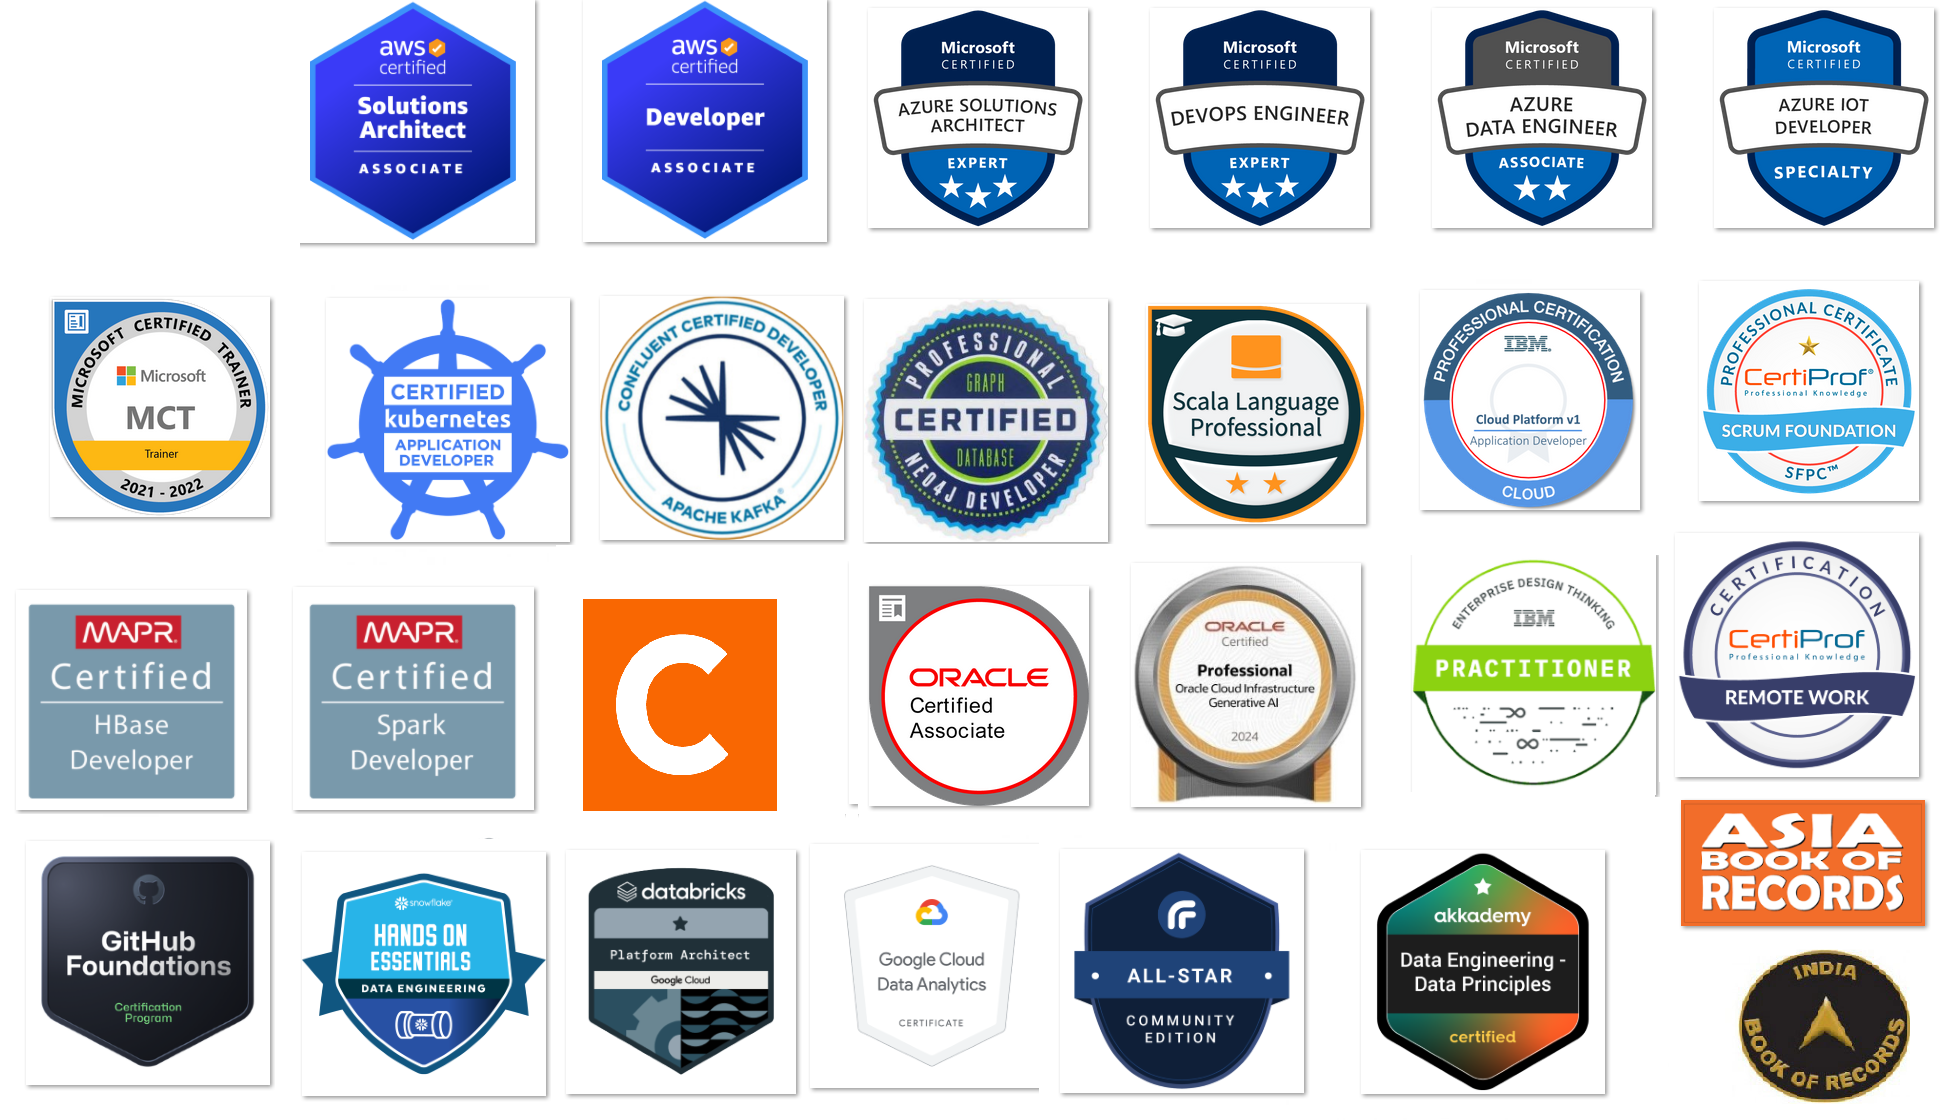 aws
certified
Solutions
Architect
ASSOCIATE
aws
certified
Developer
ASSOCIATE
Microsoft
CERTIFIED
AZURE SOLUTIONS
ARCHITECT
EXPERT
Microsoft
CERTIFIED
DEVOPS ENGINEER
EXPERT
Microsoft
CERTIFIED
AZURE
DATA ENGINEER
ASSOCIATE
Microsoft
CERTIFIED
AZURE IOT
DEVELOPER
SPECIALTY
MICROSOFT CERTIFIED TRAINER
Microsoft
MCT
Trainer
2021 - 2022
CERTIFIED
kubernetes
APPLICATION
DEVELOPER
CONFLUENT CERTIFIED DEVELOPER
APACHE KAFKA®
PROFESSIONAL
GRAPH
CERTIFIED
DATABASE
NEO4J DEVELOPER
Scala Language
Professional
PROFESSIONAL CERTIFICATION
IBM.
Cloud Platform v1
Application Developer
CLOUD
PROFESSIONAL CERTIFICATE
CertiProf®
Professional Knowledge
SCRUM FOUNDATION
SFPC™
MAPR.
Certified
HBase
Developer
MAPR.
Certified
Spark
Developer
C
ORACLE
Certified
Associate
ORACLE
Certified
Professional
Oracle Cloud Infrastructure
Generative AI
2024
ENTERPRISE DESIGN THINKING
IBM
PRACTITIONER
CERTIFICATION
CertiProf
Professional Knowledge
REMOTE WORK
GitHub
Foundations
Certification
Program
snowflake
HANDS ON
ESSENTIALS
DATA ENGINEERING
databricks
Platform Architect
Google Cloud
Google Cloud
Data Analytics
CERTIFICATE
ALL-STAR
COMMUNITY
EDITION
akkademy
Data Engineering -
Data Principles
certified
ASIA
BOOK OF
RECORDS
INDIA
BOOK OF RECORDS